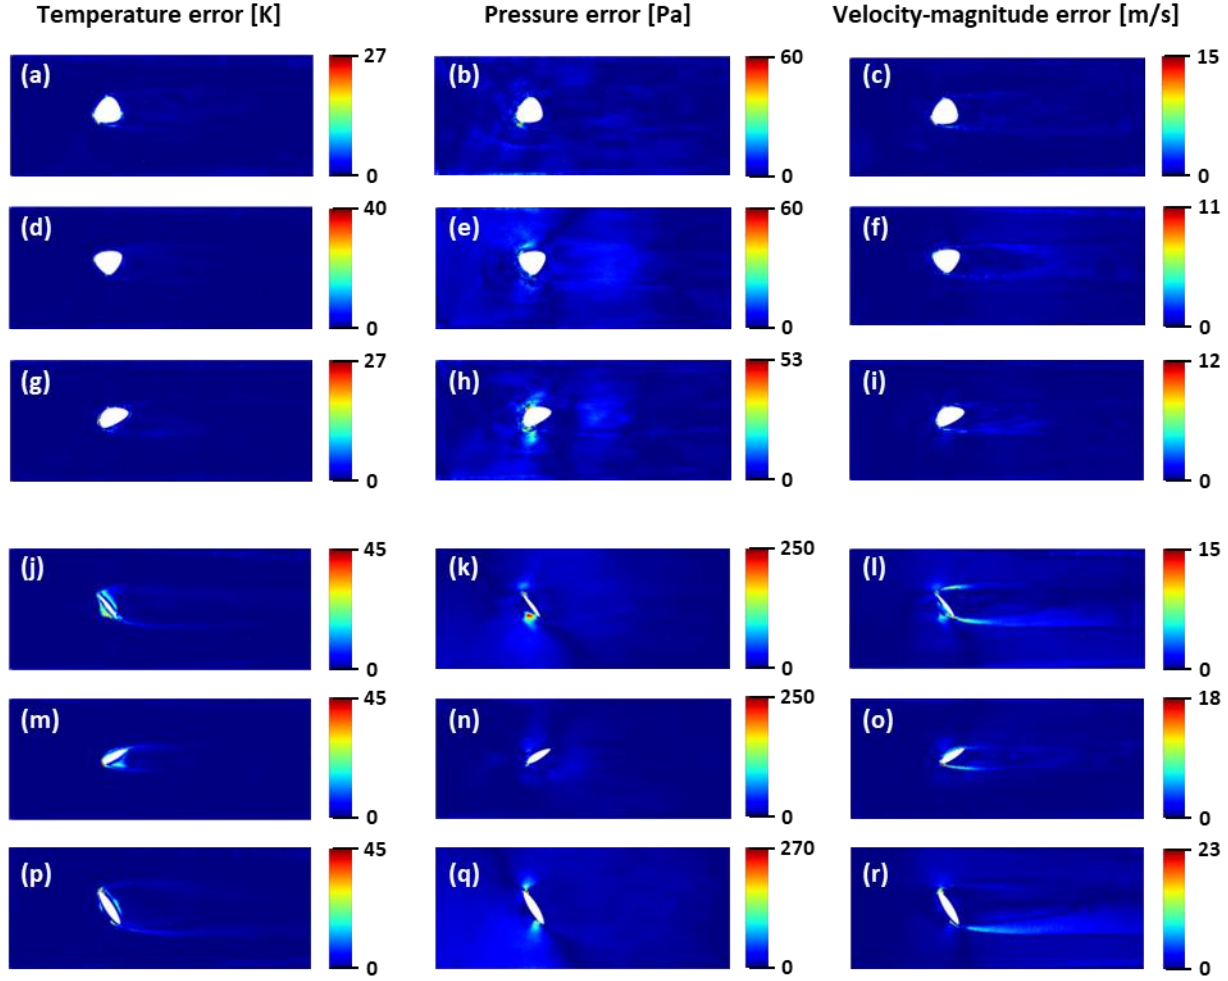 Temperature error [K] Pressure error [Pa] Velocity-magnitude error [m/s]
(a) 27 0 (b) 60 0 (c) 15 0
(d) 40 0 (e) 60 0 (f) 11 0
(g) 27 0 (h) 53 0 (i) 12 0
(j) 45 0 (k) 250 0 (l) 15 0
(m) 45 0 (n) 250 0 (o) 18 0
(p) 45 0 (q) 270 0 (r) 23 0